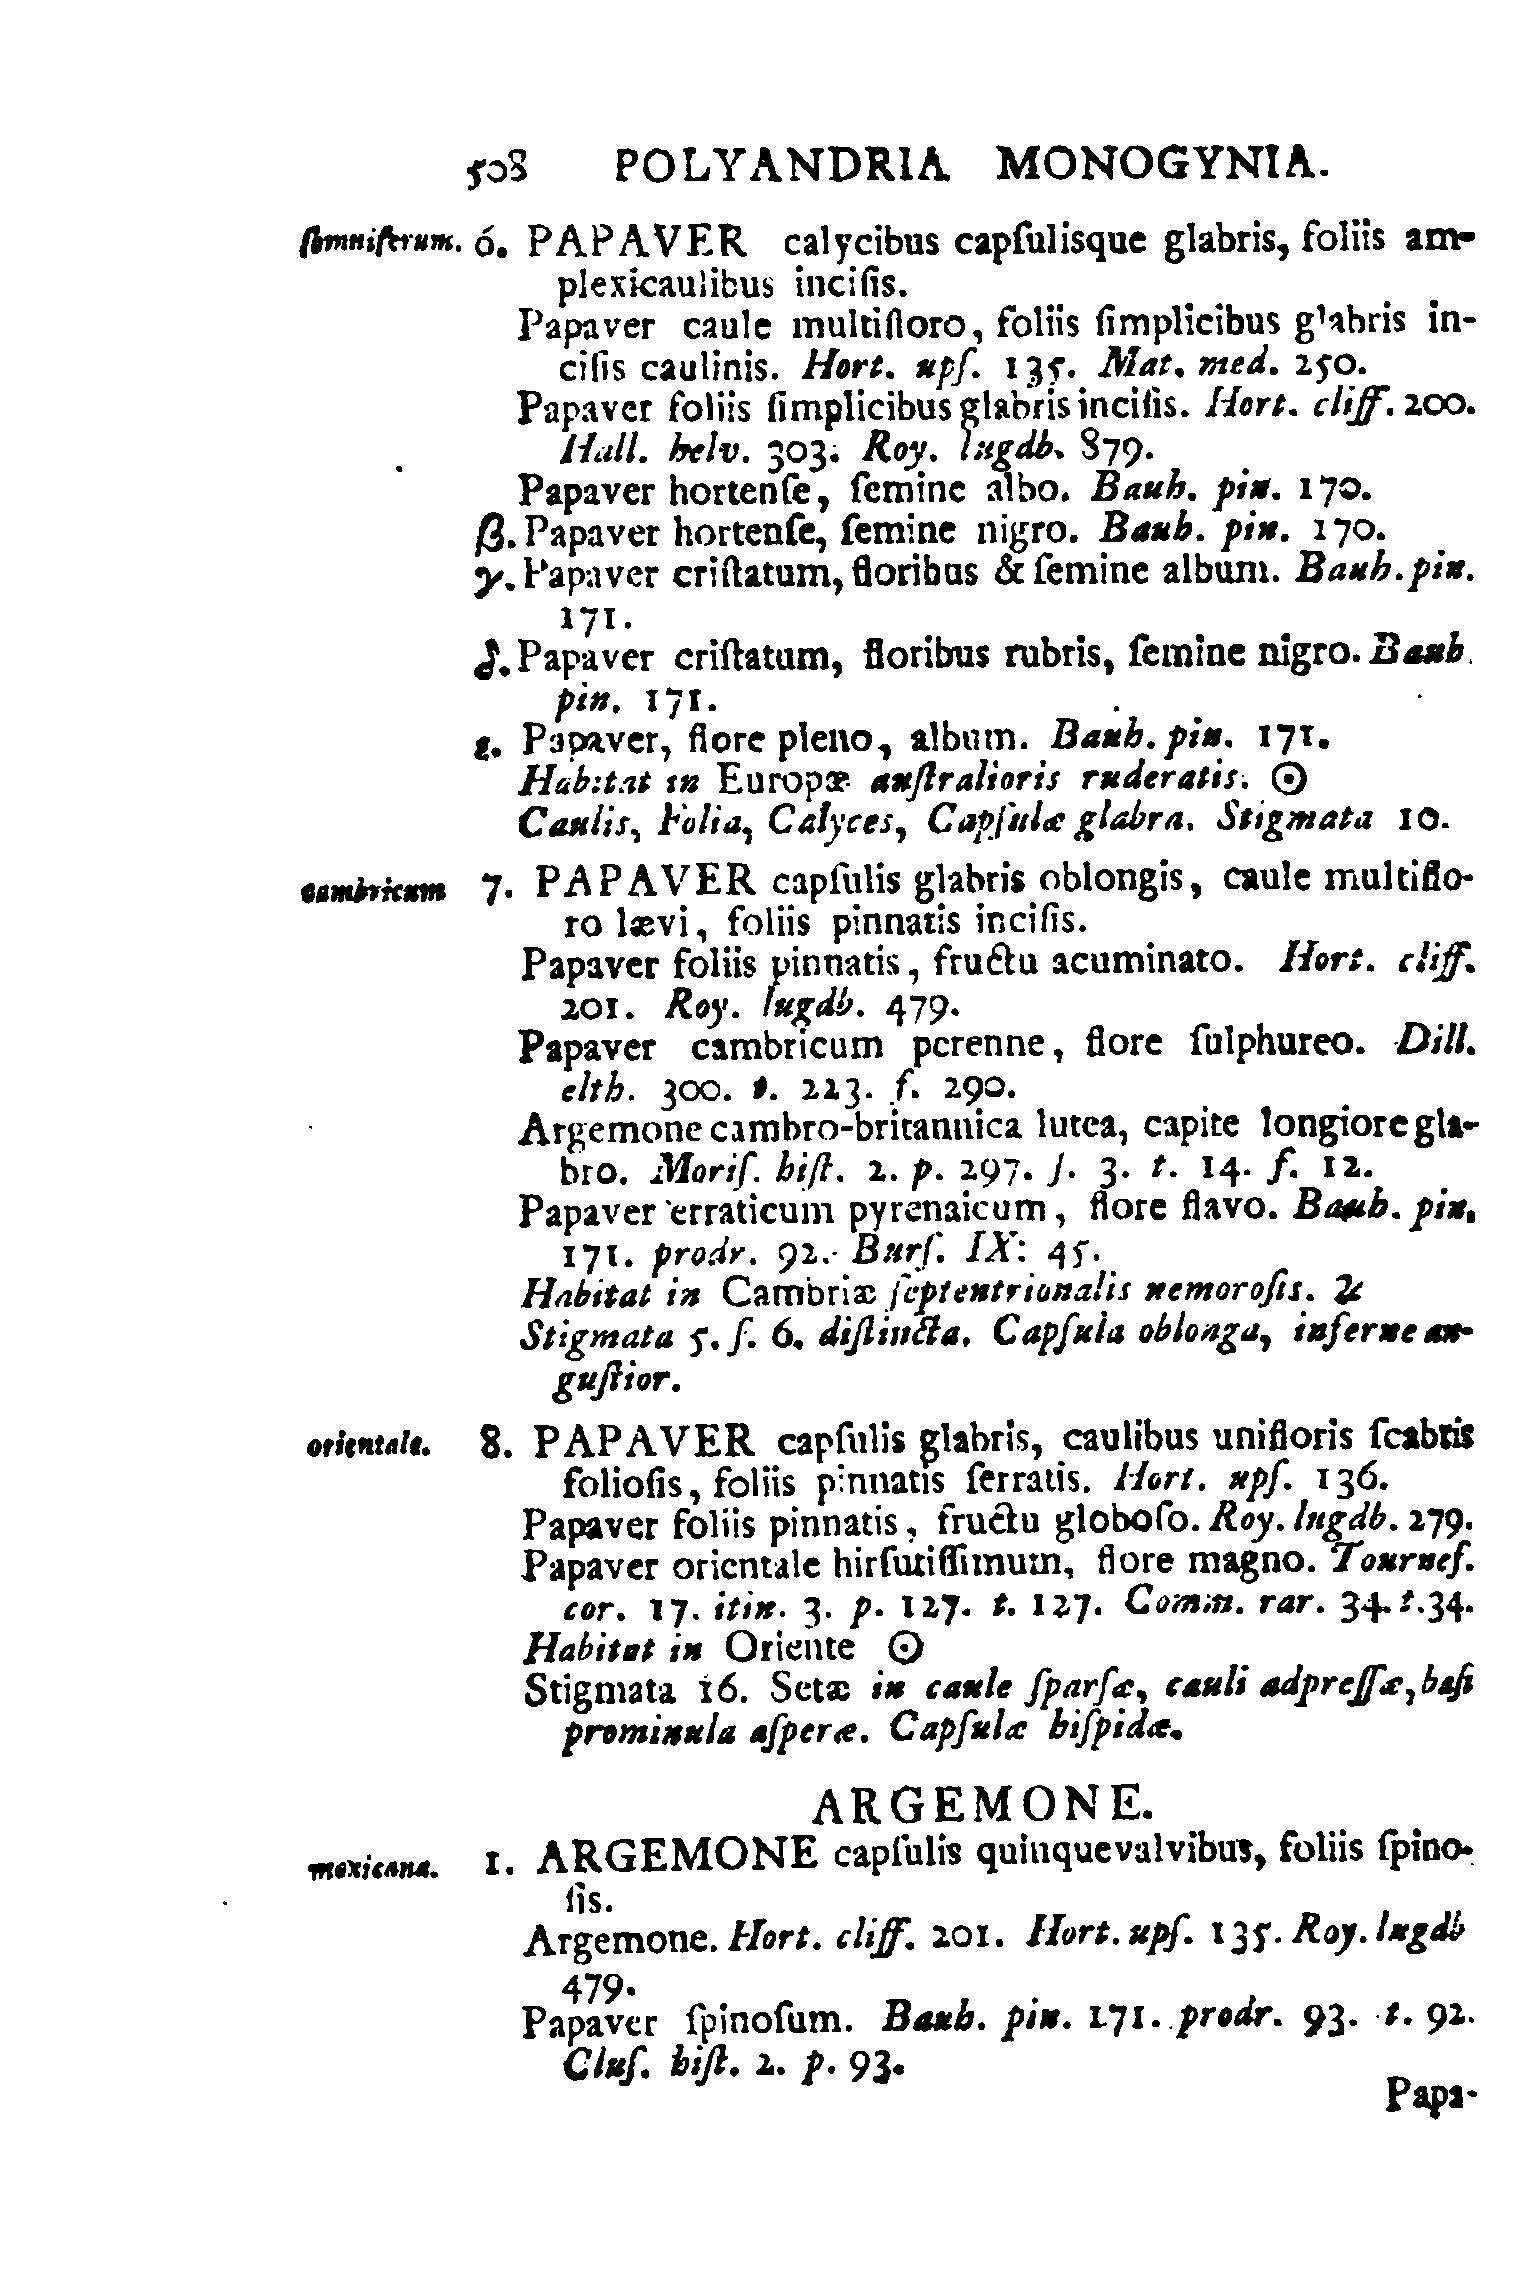 508 POLYANDRIA MONOGYNIA.
ſomniferum. 6. PAPAVER calycibus capſulisque glabris, foliis am-
plexicaulibus inciſis.
Papaver caule multifloro, foliis ſimplicibus glabris in-
ciſis caulinis. Hort. upſ. 135. Mat. med. 250.
Papaver foliis ſimplicibus glabris inciſis. Hort. cliff. 200.
Hall. helv. 303. Roy. lugdb. 879.
Papaver hortenſe, ſemine albo. Bauh. pin. 170.
β. Papaver hortenſe, ſemine nigro. Bauh. pin. 170.
γ. Papaver criſtatum, floribus & ſemine album. Bauh. pin.
171.
δ. Papaver criſtatum, floribus rubris, ſemine nigro. Bauh.
pin. 171.
ε. Papaver, flore pleno, album. Bauh. pin. 171.
Habitat in Europæ auſtralioris ruderatis. ☉
Caulis, Folia, Calyces, Capſulæ glabra. Stigmata 10.
cambricum 7. PAPAVER capſulis glabris oblongis, caule multiflo-
ro lævi, foliis pinnatis inciſis.
Papaver foliis pinnatis, fructu acuminato. Hort. cliff.
201. Roy. lugdb. 479.
Papaver cambricum perenne, flore ſulphureo. Dill.
elth. 300. t. 223. f. 290.
Argemone cambro-britannica lutea, capite longiore gla-
bro. Moriſ. hiſt. 2. p. 297. ſ. 3. t. 14. f. 12.
Papaver erraticum pyrenaicum, flore flavo. Bauh. pin.
171. prodr. 92. Burſ. IX: 45.
Habitat in Cambriæ ſeptentrionalis nemoroſis. ♃
Stigmata 5. ſ. 6. diſtincta. Capſula oblonga, inferne an-
guſtior.
orientale. 8. PAPAVER capſulis glabris, caulibus unifloris ſcabris
folioſis, foliis pinnatis ſerratis. Hort. upſ. 136.
Papaver foliis pinnatis, fructu globoſo. Roy. lugdb. 279.
Papaver orientale hirſutiſſimum, flore magno. Tournef.
cor. 17. itin. 3. p. 127. t. 127. Comm. rar. 34. t. 34.
Habitat in Oriente ☉
Stigmata 16. Setæ in caule ſparſæ, cauli adpreſſæ, baſi
prominula aſperæ. Capſulæ hiſpidæ.
ARGEMONE.
mexicana. 1. ARGEMONE capſulis quinquevalvibus, foliis ſpino-
ſis.
Argemone. Hort. cliff. 201. Hort. upſ. 135. Roy. lugdb
479.
Papaver ſpinoſum. Bauh. pin. 171. prodr. 93. t. 92.
Cluſ. hiſt. 2. p. 93.
Papa-